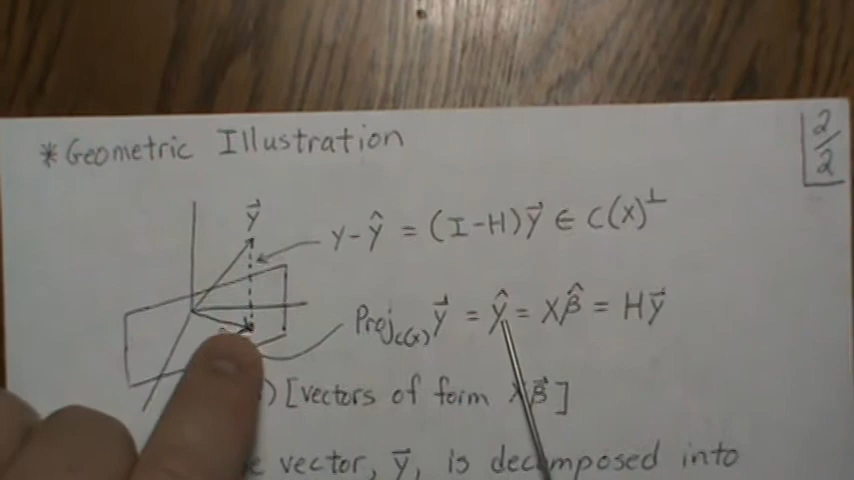 *Geometric Illustration
2/2
y⃗
y-ŷ = (I-H)y⃗ ∈ C(X)^⊥
Proj_C(X) y⃗ = ŷ = Xβ̂ = Hy⃗
) [vectors of form Xβ⃗]
vector, y⃗, is decomposed into